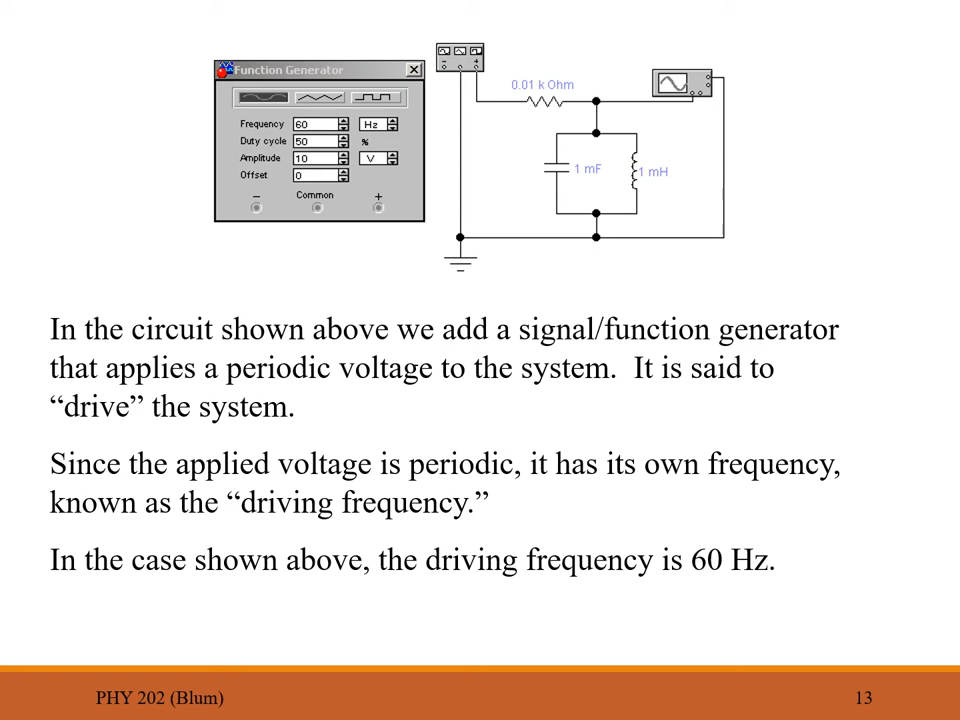 Function Generator
Frequency 60 Hz
Duty cycle 50 %
Amplitude 10 V
Offset 0
− Common +
− +
0.01 k Ohm
1 mF
1 mH
In the circuit shown above we add a signal/function generator
that applies a periodic voltage to the system.  It is said to
“drive” the system.
Since the applied voltage is periodic, it has its own frequency,
known as the “driving frequency.”
In the case shown above, the driving frequency is 60 Hz.
PHY 202 (Blum) 13